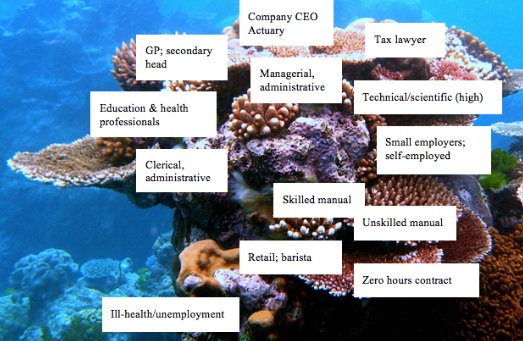 Company CEO
Actuary
Tax lawyer
GP; secondary
head
Managerial,
administrative
Technical/scientific (high)
Education & health
professionals
Small employers;
self-employed
Clerical,
administrative
Skilled manual
Unskilled manual
Retail; barista
Zero hours contract
Ill-health/unemployment